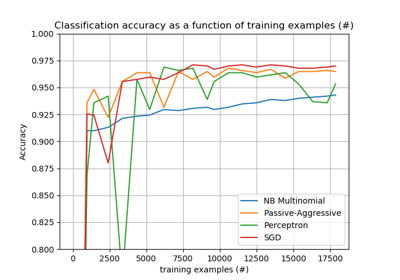 Classification accuracy as a function of training examples (#)
1.000
0.975
0.950
0.925
0.900
0.875
0.850
0.825
0.800
Accuracy
NB Multinomial
Passive-Aggressive
Perceptron
SGD
0 2500 5000 7500 10000 12500 15000 17500
training examples (#)